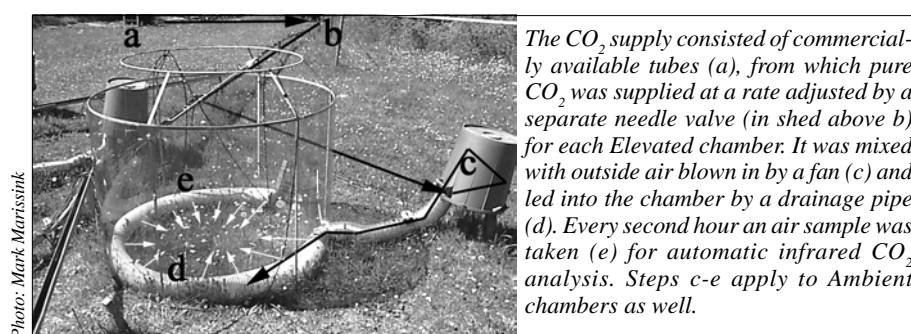 a
b
c
e
d
Photo: Mark Marissink
The CO2 supply consisted of commercial-
ly available tubes (a), from which pure
CO2 was supplied at a rate adjusted by a
separate needle valve (in shed above b)
for each Elevated chamber. It was mixed
with outside air blown in by a fan (c) and
led into the chamber by a drainage pipe
(d). Every second hour an air sample was
taken (e) for automatic infrared CO2
analysis. Steps c-e apply to Ambient
chambers as well.